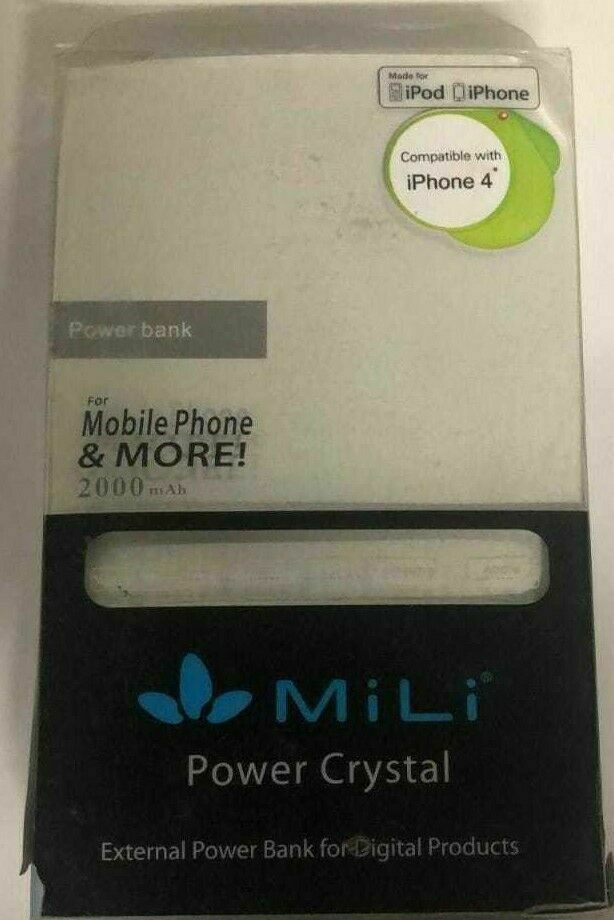 Made for
iPod iPhone
Compatible with
iPhone 4*
Power bank
For
Mobile Phone
& MORE!
2000 mAh
MiLi®
Power Crystal
External Power Bank for Digital Products